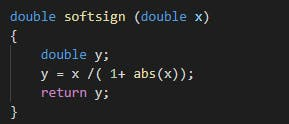 double softsign (double x)
{
    double y;
    y = x /( 1+ abs(x));
    return y;
}